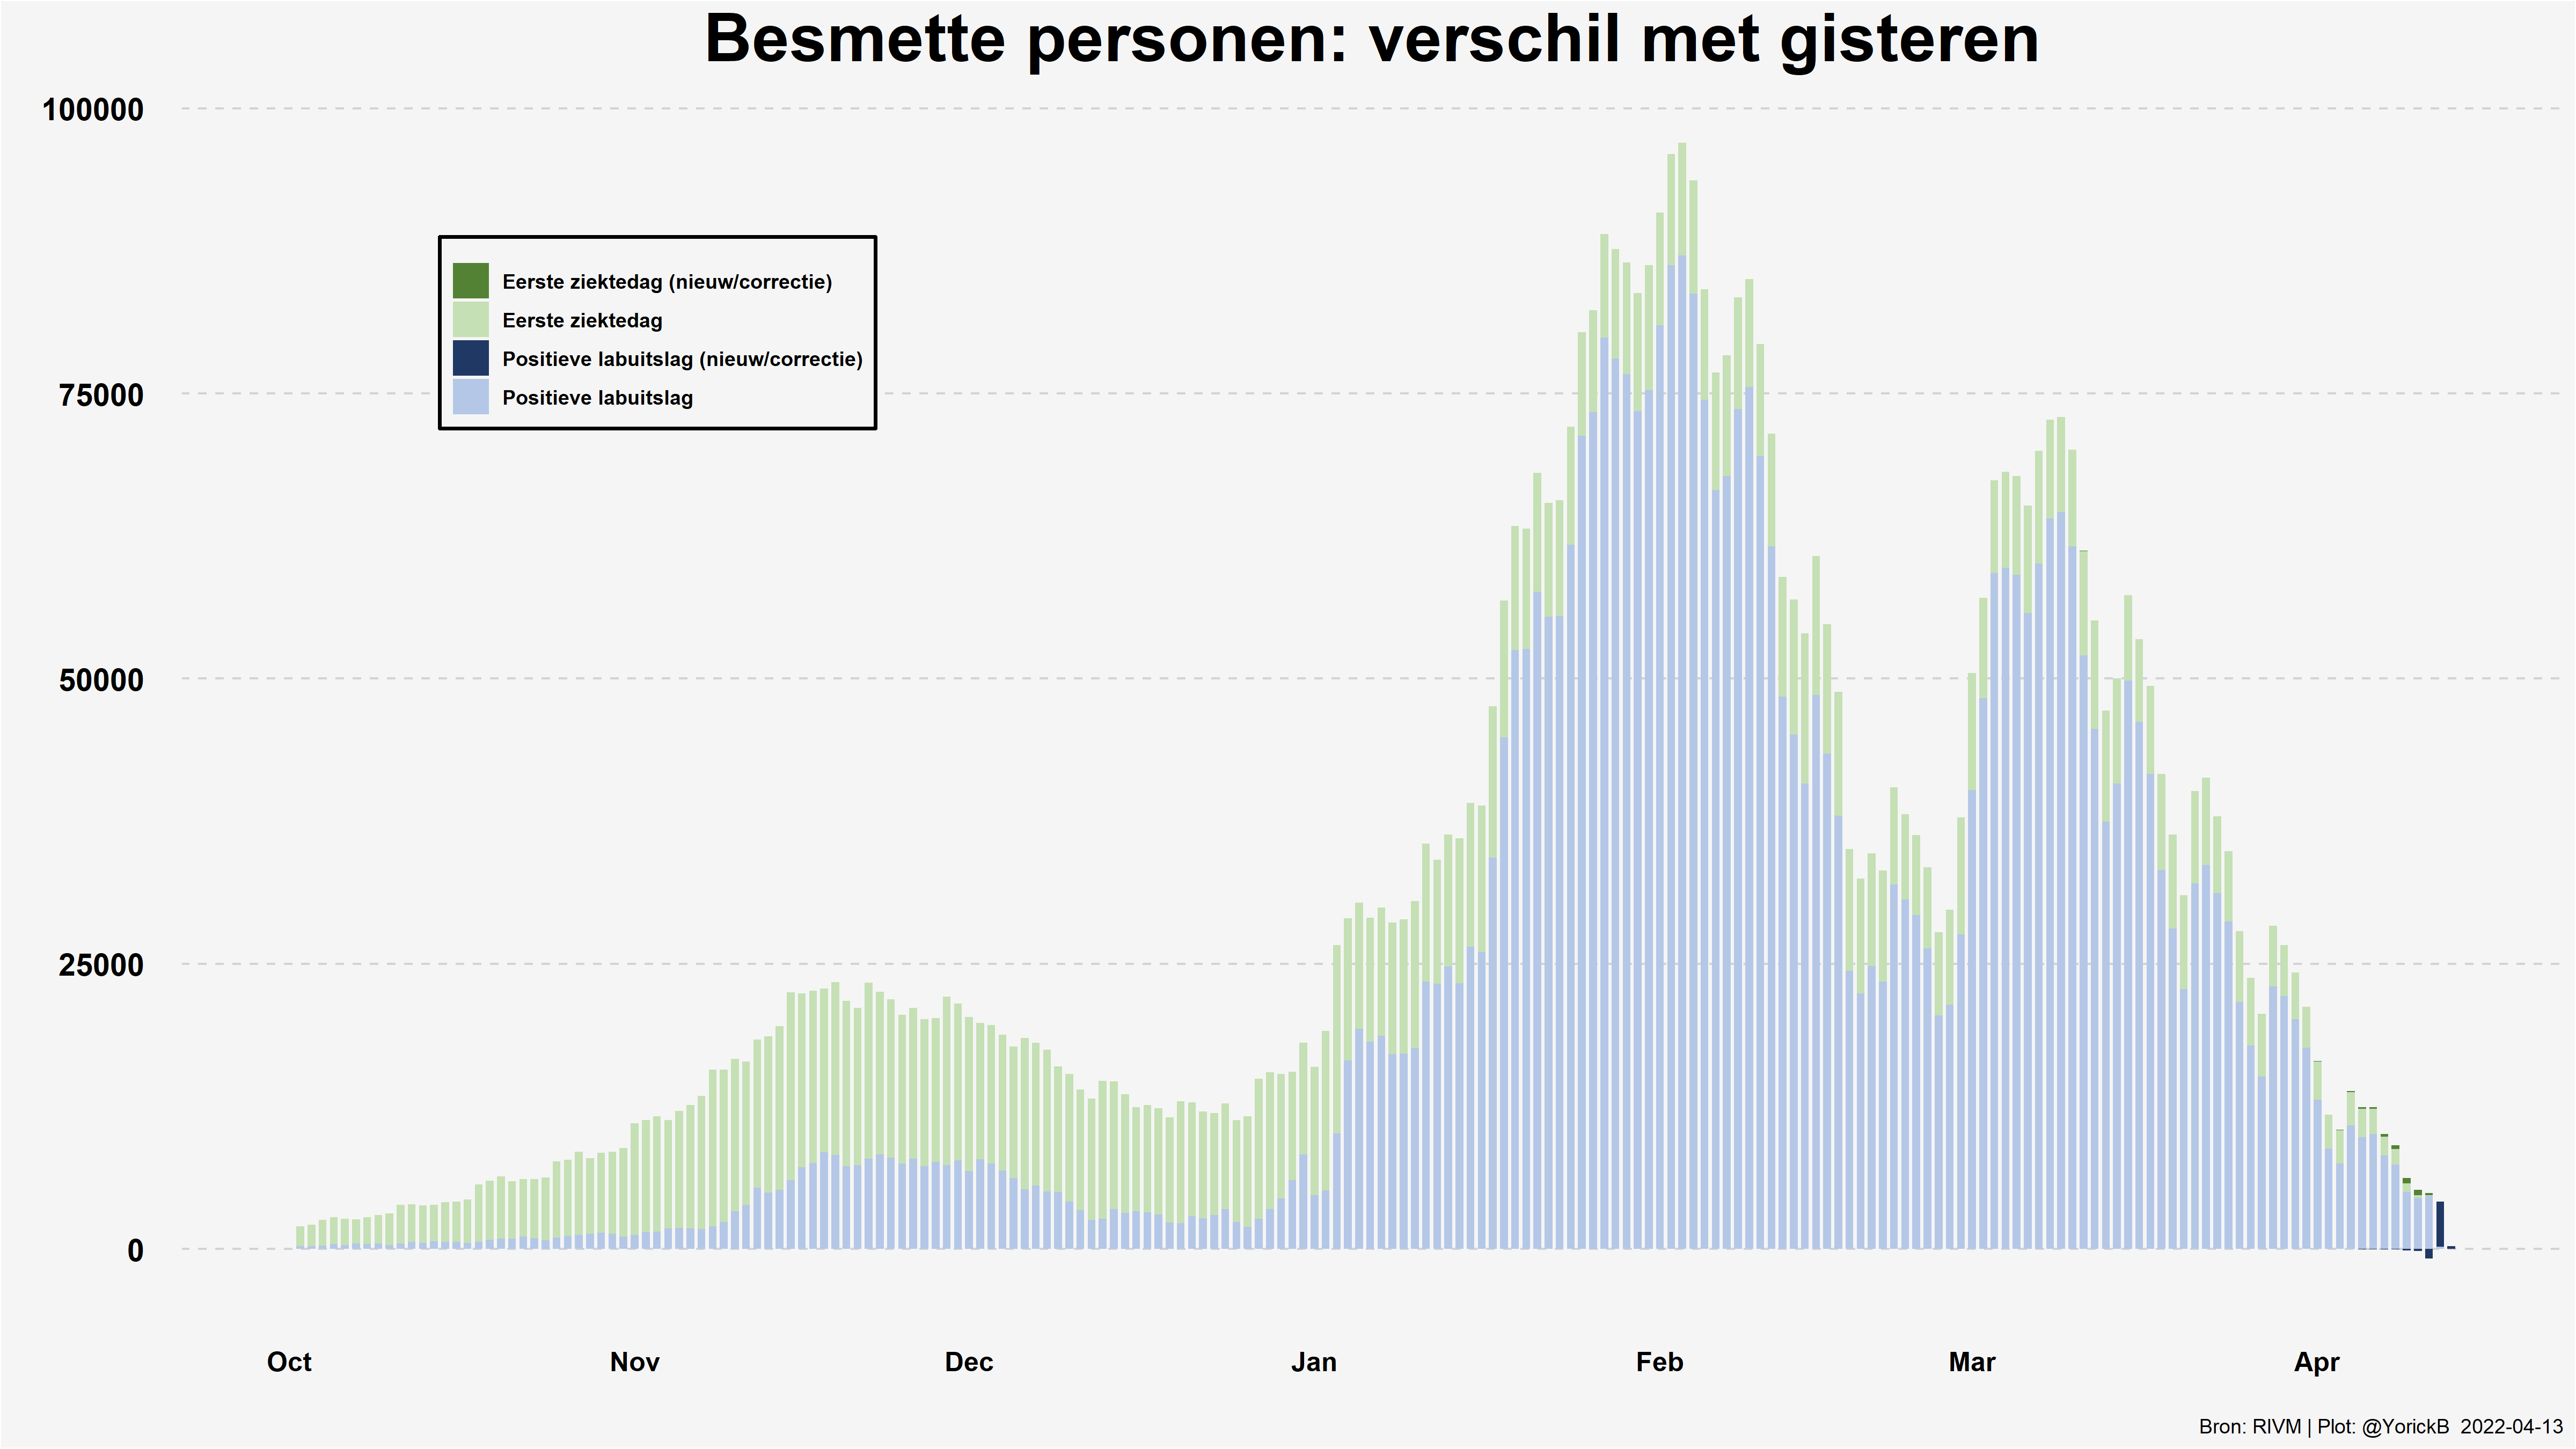 Besmette personen: verschil met gisteren
100000
75000
50000
25000
0
Eerste ziektedag (nieuw/correctie)
Eerste ziektedag
Positieve labuitslag (nieuw/correctie)
Positieve labuitslag
Oct Nov Dec Jan Feb Mar Apr
Bron: RIVM | Plot: @YorickB 2022-04-13